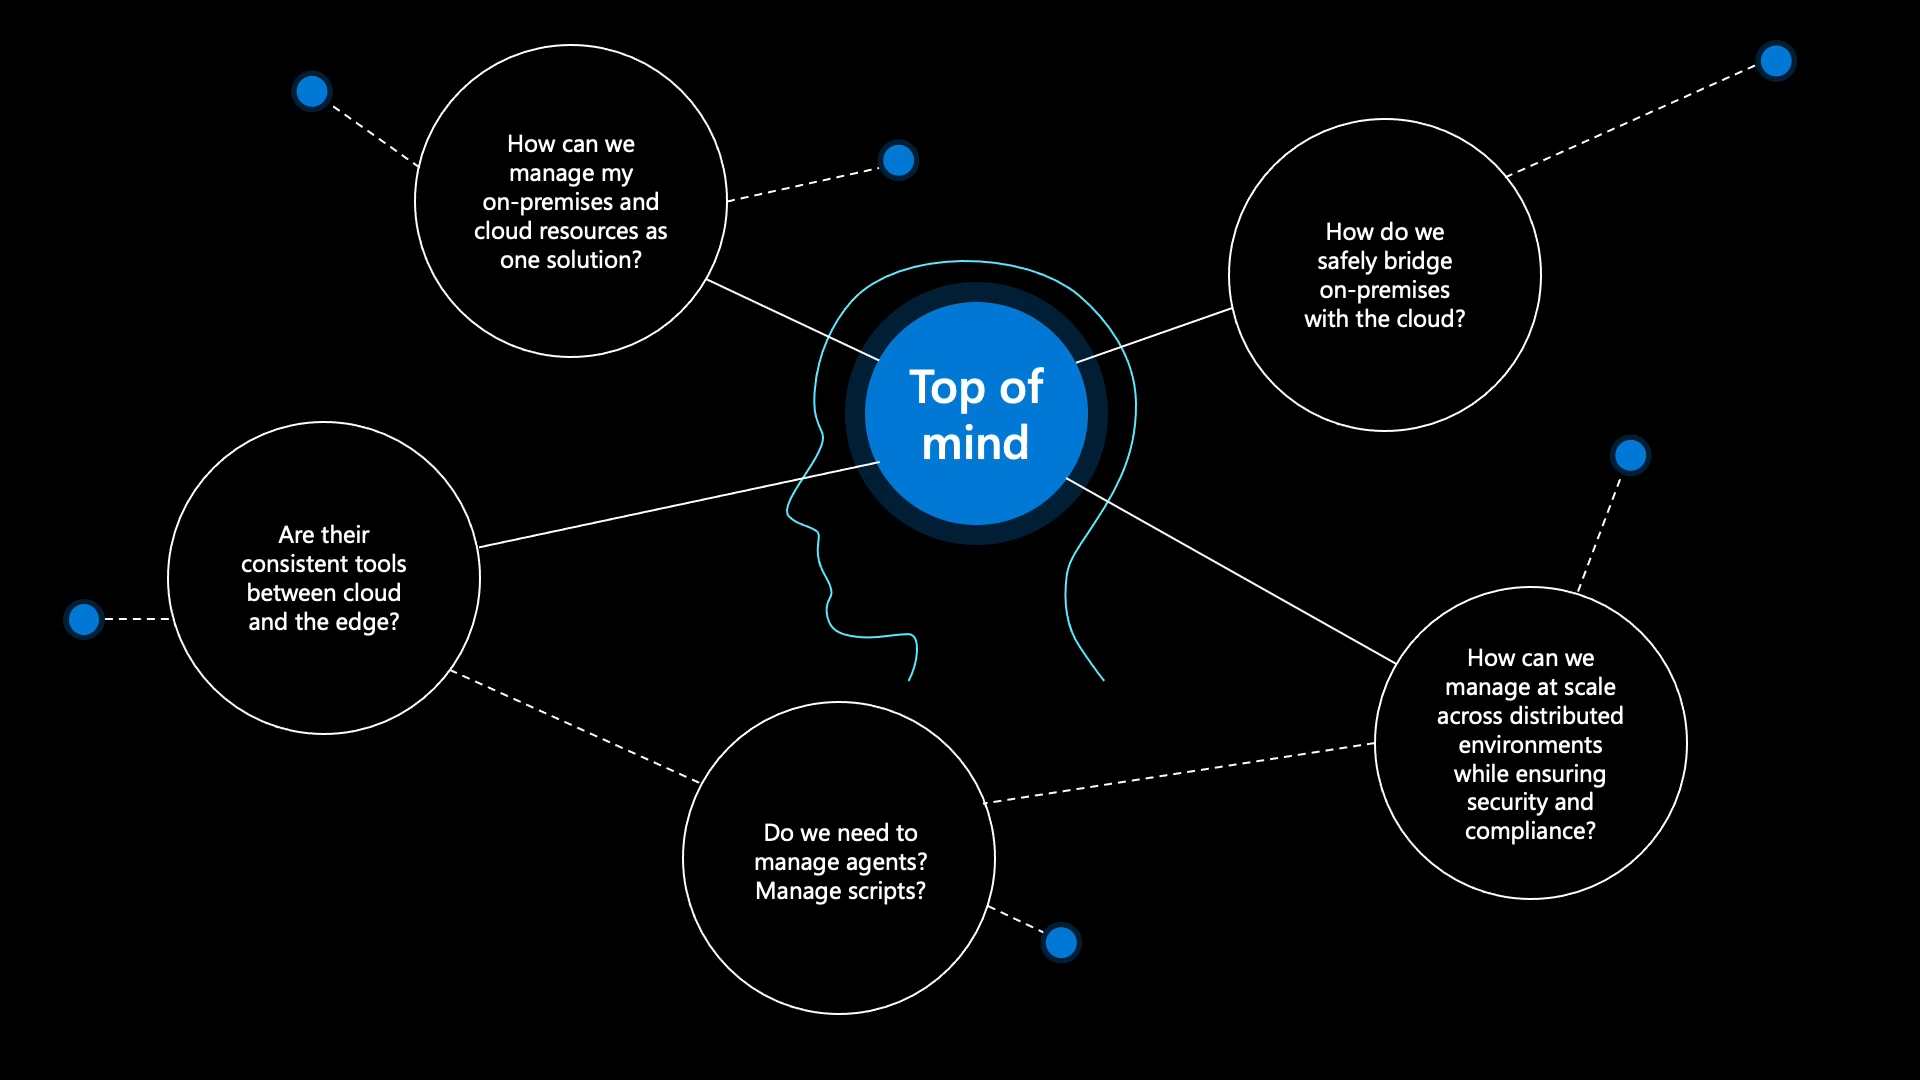 How can we
manage my
on-premises and
cloud resources as
one solution?
How do we
safely bridge
on-premises
with the cloud?
Top of
mind
Are their
consistent tools
between cloud
and the edge?
How can we
manage at scale
across distributed
environments
while ensuring
security and
compliance?
Do we need to
manage agents?
Manage scripts?